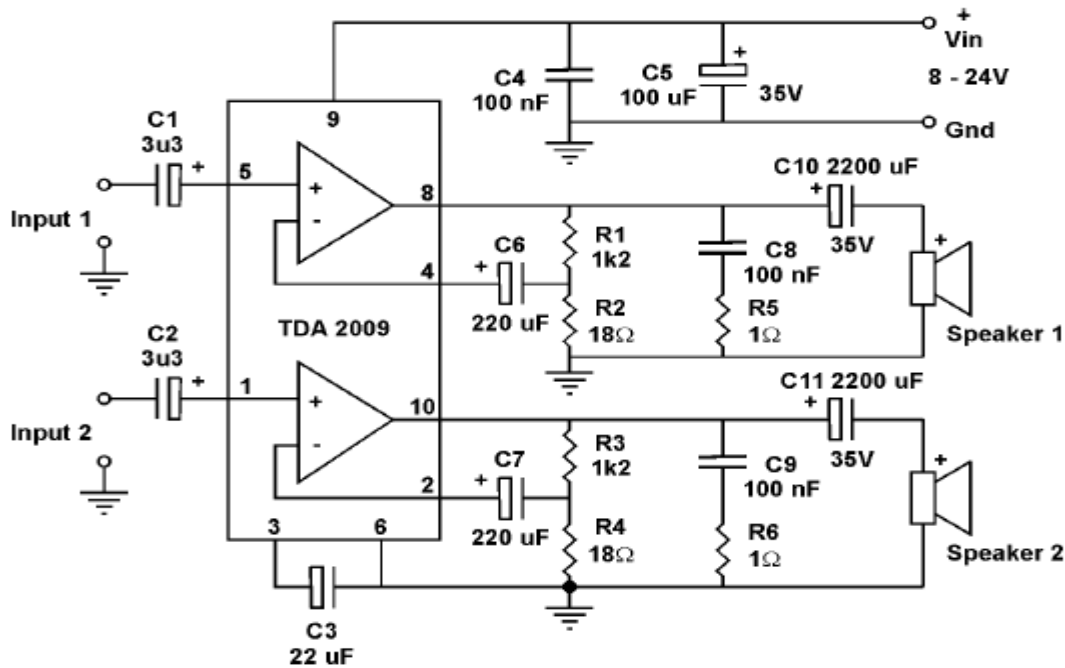 +
Vin
8 - 24V
Gnd
C4
100 nF
C5
100 uF
+
35V
9
C1
3u3
+
5
Input 1
+
-
8
4
C6
+
220 uF
R1
1k2
R2
18Ω
C8
100 nF
R5
1Ω
C10 2200 uF
+
35V
+
Speaker 1
TDA 2009
C2
3u3
+
1
Input 2
+
-
10
2
C7
+
220 uF
R3
1k2
R4
18Ω
C9
100 nF
R6
1Ω
C11 2200 uF
+
35V
+
Speaker 2
3
6
C3
22 uF